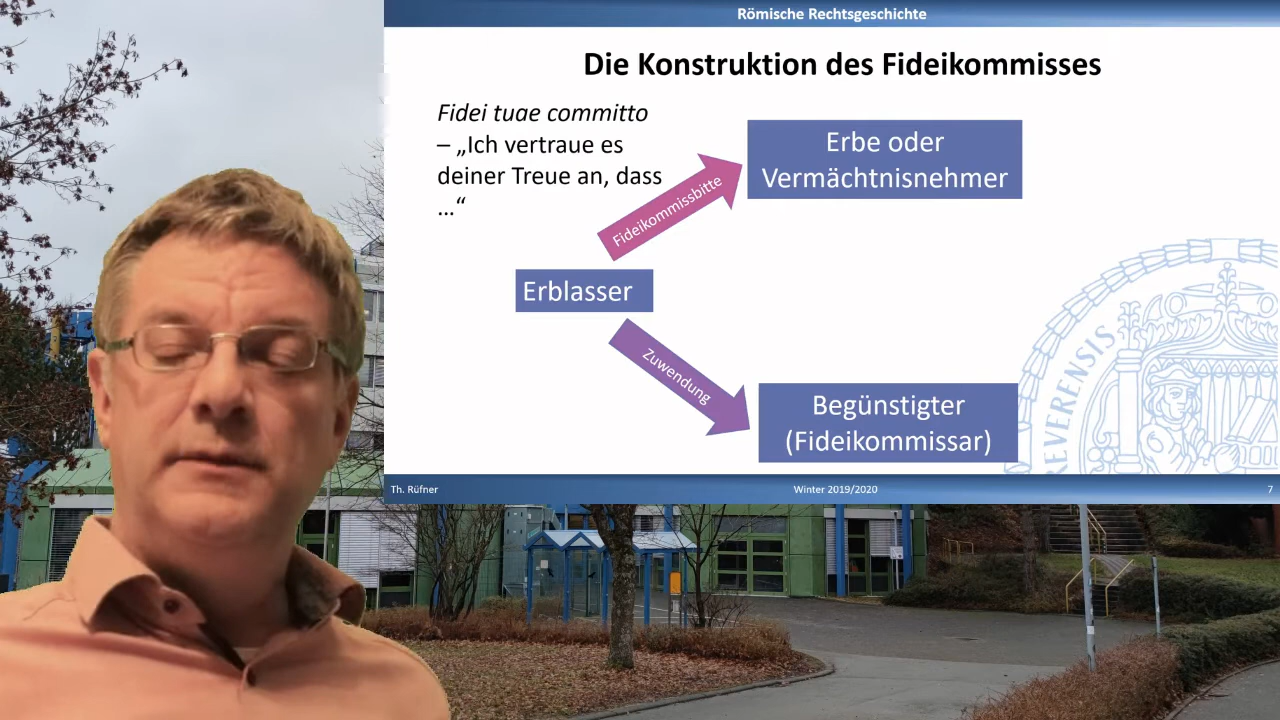 Römische Rechtsgeschichte
Die Konstruktion des Fideikommisses
Fidei tuae committo
– „Ich vertraue es
deiner Treue an, dass
…“
Fideikommissbitte
Erbe oder
Vermächtnisnehmer
Erblasser
Zuwendung
Begünstigter
(Fideikommissar)
REVERENSIS
Th. Rüfner
Winter 2019/2020
7